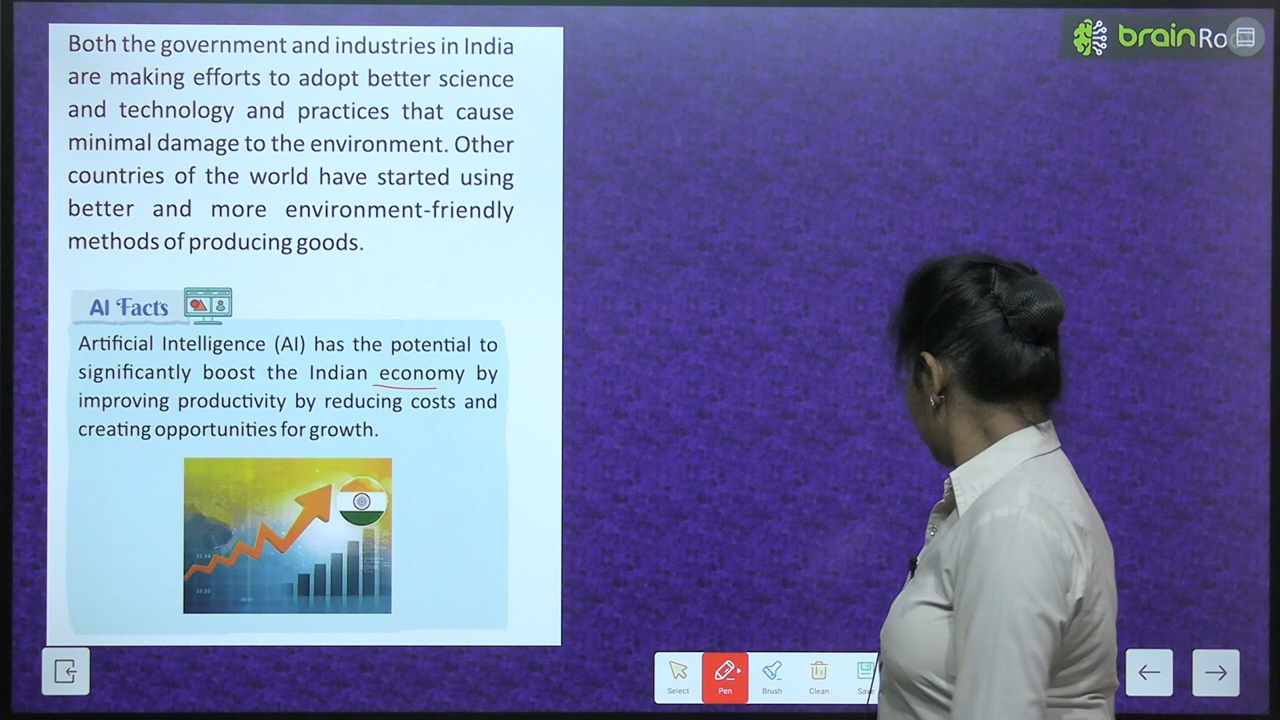 Both the government and industries in India
are making efforts to adopt better science
and technology and practices that cause
minimal damage to the environment. Other
countries of the world have started using
better and more environment-friendly
methods of producing goods.
AI Facts
Artificial Intelligence (AI) has the potential to
significantly boost the Indian economy by
improving productivity by reducing costs and
creating opportunities for growth.
brain
Select
Pen
Brush
Clean